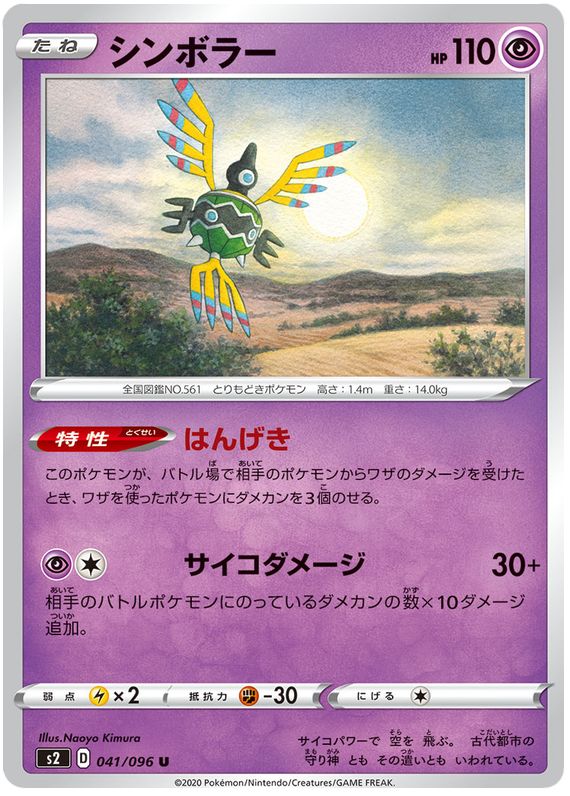 たね シンボラー HP 110
全国図鑑NO.561 とりもどきポケモン 高さ：1.4m 重さ：14.0kg
特性 とくせい はんげき
このポケモンが、バトル場で相手のポケモンからワザのダメージを受けた
とき、ワザを使ったポケモンにダメカンを3個のせる。
サイコダメージ 30+
相手のバトルポケモンにのっているダメカンの数×10ダメージ
追加。
弱点 ×2 抵抗力 -30 にげる
Illus.Naoyo Kimura
s2 D 041/096 U
サイコパワーで 空を 飛ぶ。 古代都市の
守り神 とも その遣いとも いわれている。
©2020 Pokémon/Nintendo/Creatures/GAME FREAK.